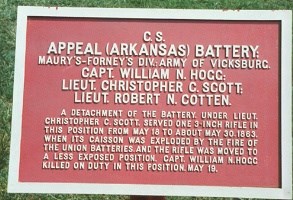 C.S.
APPEAL (ARKANSAS) BATTERY;
MAURY'S-FORNEY'S DIV.; ARMY OF VICKSBURG.
CAPT. WILLIAM N. HOGG;
LIEUT. CHRISTOPHER C. SCOTT;
LIEUT. ROBERT N. COTTEN.
A DETACHMENT OF THE BATTERY, UNDER LIEUT.
CHRISTOPHER C. SCOTT, SERVED ONE 3-INCH RIFLE IN
THIS POSITION FROM MAY 18 TO ABOUT MAY 30, 1863,
WHEN ITS CAISSON WAS EXPLODED BY THE FIRE OF
THE UNION BATTERIES, AND THE RIFLE WAS MOVED TO
A LESS EXPOSED POSITION. CAPT. WILLIAM N. HOGG
KILLED ON DUTY IN THIS POSITION, MAY 19.